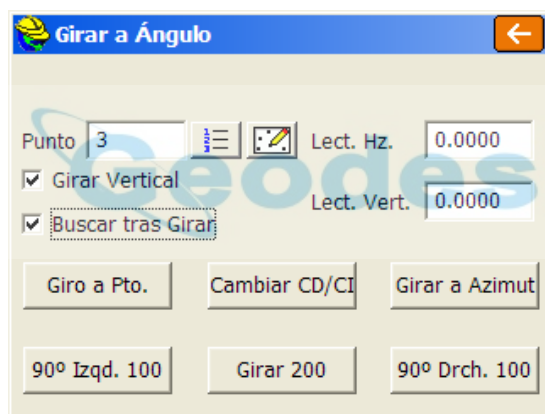 Girar a Ángulo
Punto 3 Lect. Hz. 0.0000
Girar Vertical
Lect. Vert. 0.0000
Buscar tras Girar
Geodes
Giro a Pto. Cambiar CD/CI Girar a Azimut
90º Izqd. 100 Girar 200 90º Drch. 100